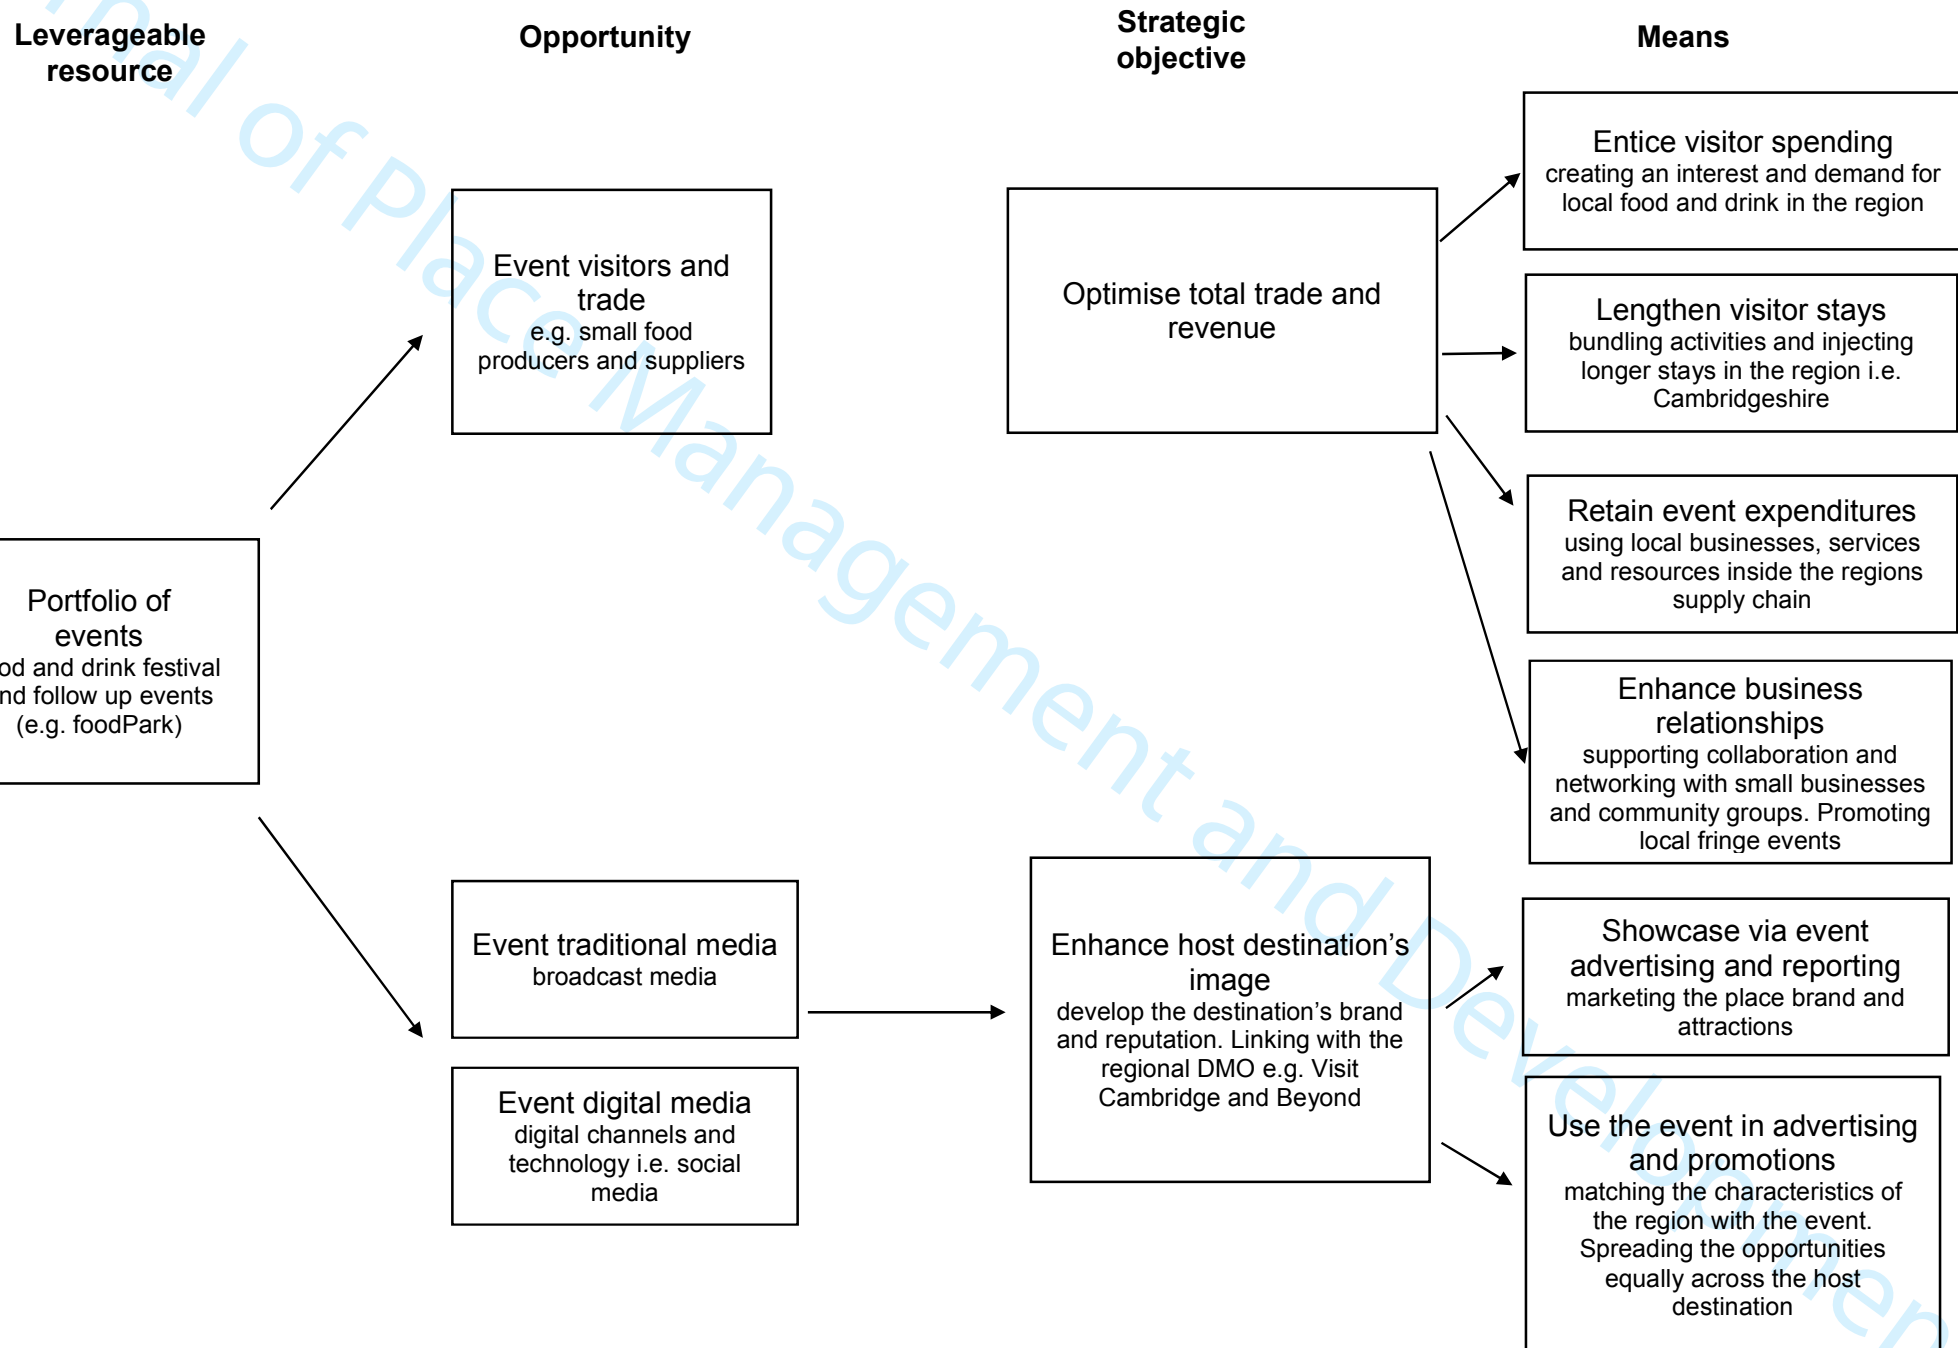 Leverageable
resource
Opportunity
Strategic
objective
Means
Portfolio of
events
and drink festival
follow up events
(e.g. foodPark)
Event visitors and
trade
e.g. small food
producers and suppliers
Event traditional media
broadcast media
Event digital media
digital channels and
technology i.e. social
media
Optimise total trade and
revenue
Enhance host destination’s
image
develop the destination’s brand
and reputation. Linking with the
regional DMO e.g. Visit
Cambridge and Beyond
Entice visitor spending
creating an interest and demand for
local food and drink in the region
Lengthen visitor stays
bundling activities and injecting
longer stays in the region i.e.
Cambridgeshire
Retain event expenditures
using local businesses, services
and resources inside the regions
supply chain
Enhance business
relationships
supporting collaboration and
networking with small businesses
and community groups. Promoting
local fringe events
Showcase via event
advertising and reporting
marketing the place brand and
attractions
Use the event in advertising
and promotions
matching the characteristics of
the region with the event.
Spreading the opportunities
equally across the host
destination
of Place Management and